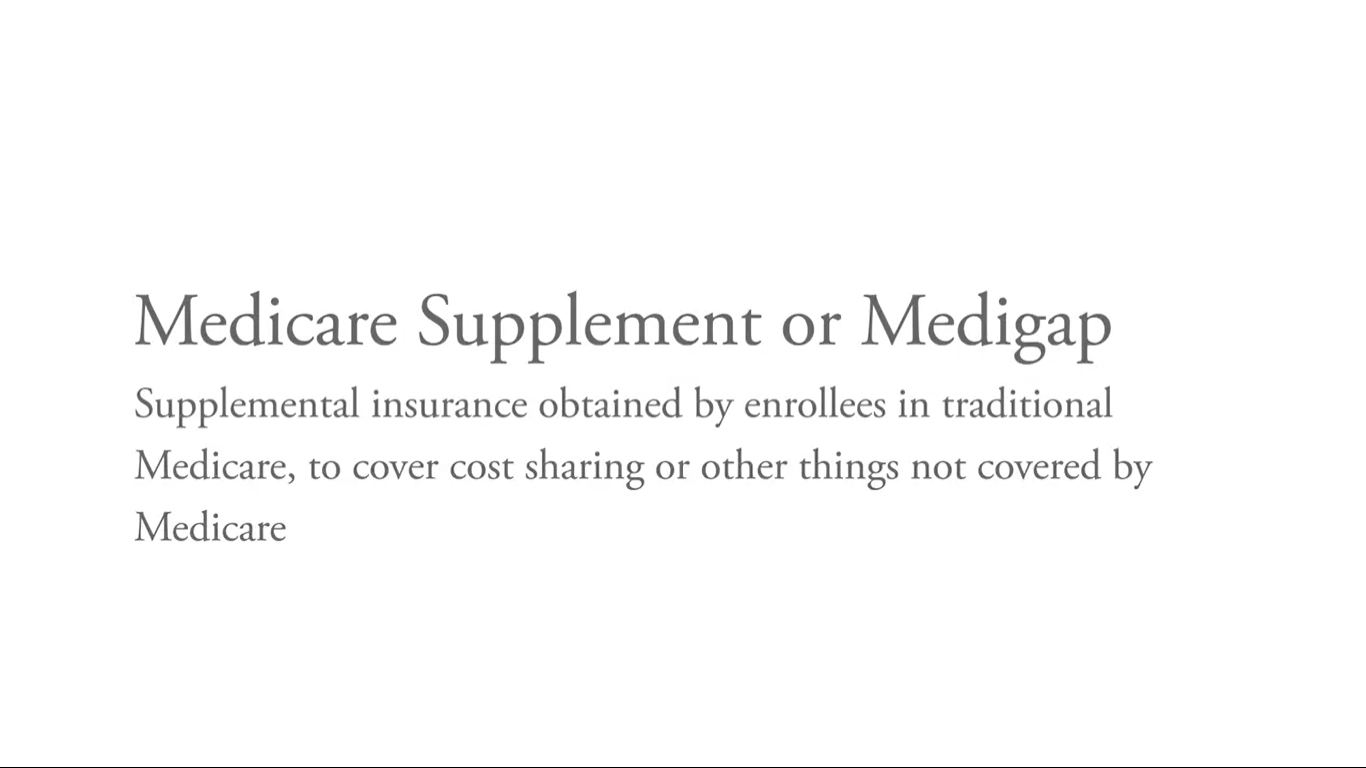 Medicare Supplement or Medigap
Supplemental insurance obtained by enrollees in traditional
Medicare, to cover cost sharing or other things not covered by
Medicare